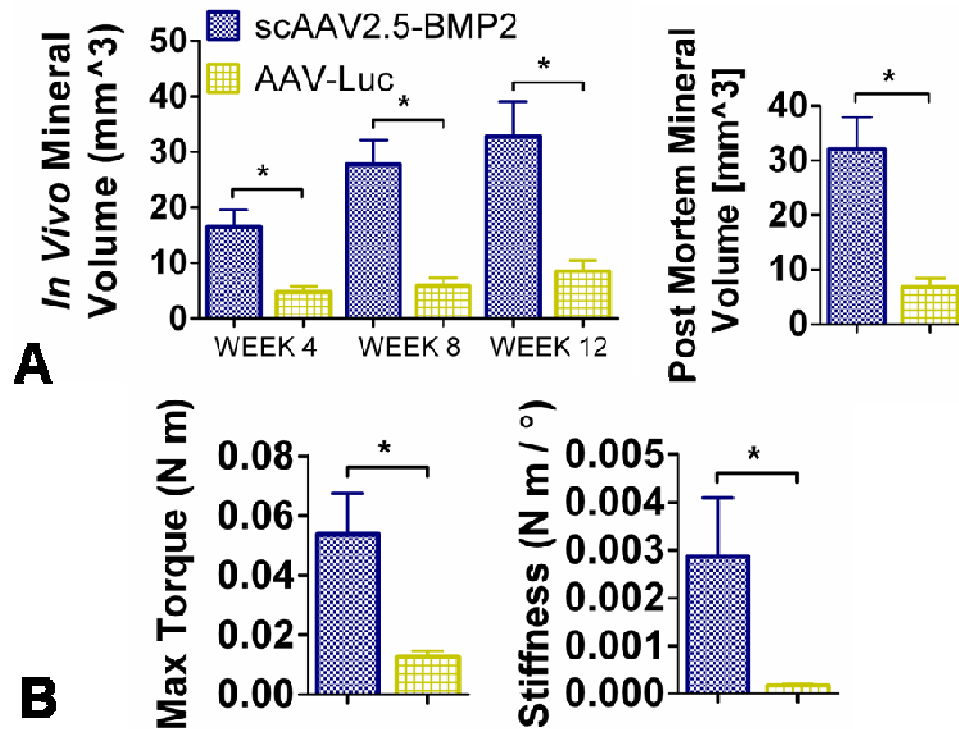 scAAV2.5-BMP2
AAV-Luc
In Vivo Mineral
Volume (mm^3)
50
40
30
20
10
0
*
*
*
WEEK 4
WEEK 8
WEEK 12
Post Mortem Mineral
Volume [mm^3]
40
30
20
10
0
*
A
Max Torque (N m)
0.08
0.06
0.04
0.02
0.00
*
Stiffness (N m / °)
0.005
0.004
0.003
0.002
0.001
0.000
*
B